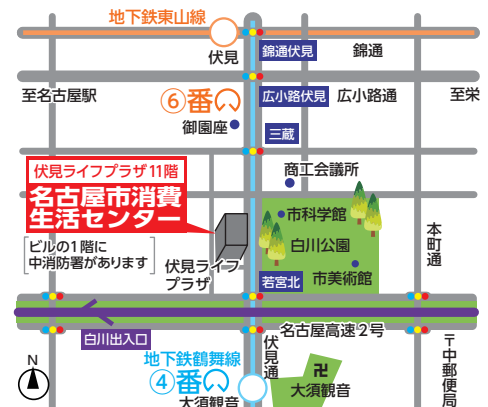 地下鉄東山線
伏見
錦通伏見
錦通
至名古屋駅
⑥番
広小路伏見
広小路通
至栄
御園座
三蔵
商工会議所
伏見ライフプラザ11階
名古屋市消費
生活センター
市科学館
白川公園
本町通
ビルの1階に
中消防署があります
伏見ライフ
プラザ
若宮北
市美術館
白川出入口
名古屋高速2号
伏見通
〒中郵便局
N
地下鉄鶴舞線
④番
大須観音
卍
大須観音